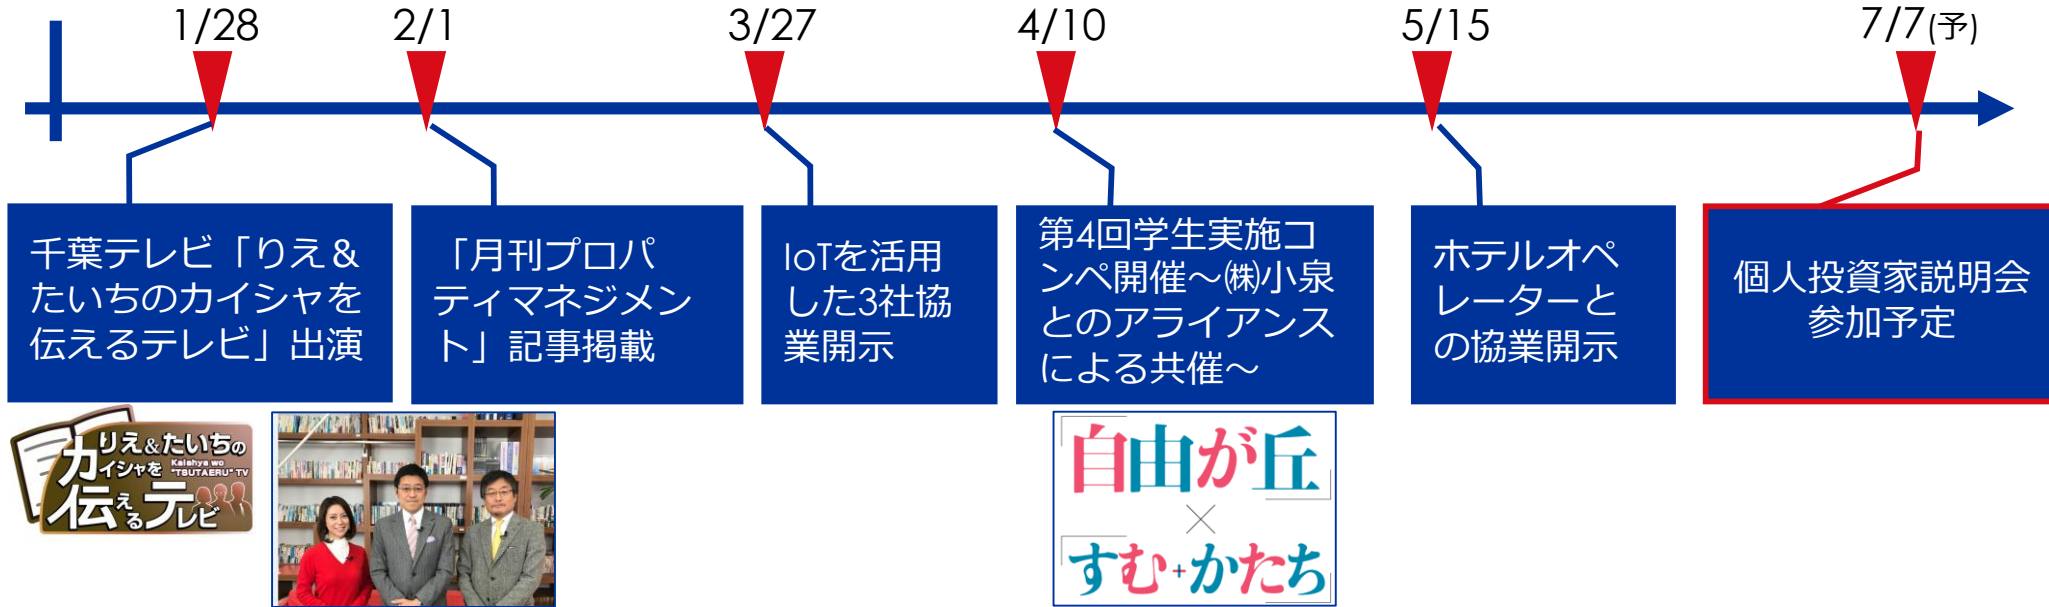 1/28
2/1
3/27
4/10
5/15
7/7(予)
千葉テレビ「りえ&
たいちのカイシャを
伝えるテレビ」出演
「月刊プロパ
ティマネジメン
ト」記事掲載
IoTを活用
した3社協
業開示
第4回学生実施コ
ンペ開催～㈱小泉
とのアライアンス
による共催～
ホテルオペ
レーターと
の協業開示
個人投資家説明会
参加予定
りえ&たいちの
カイシャを
Kaishya wo
"TSUTAERU" TV
伝えるテレビ
「自由が丘」
×
「すむ+かたち」